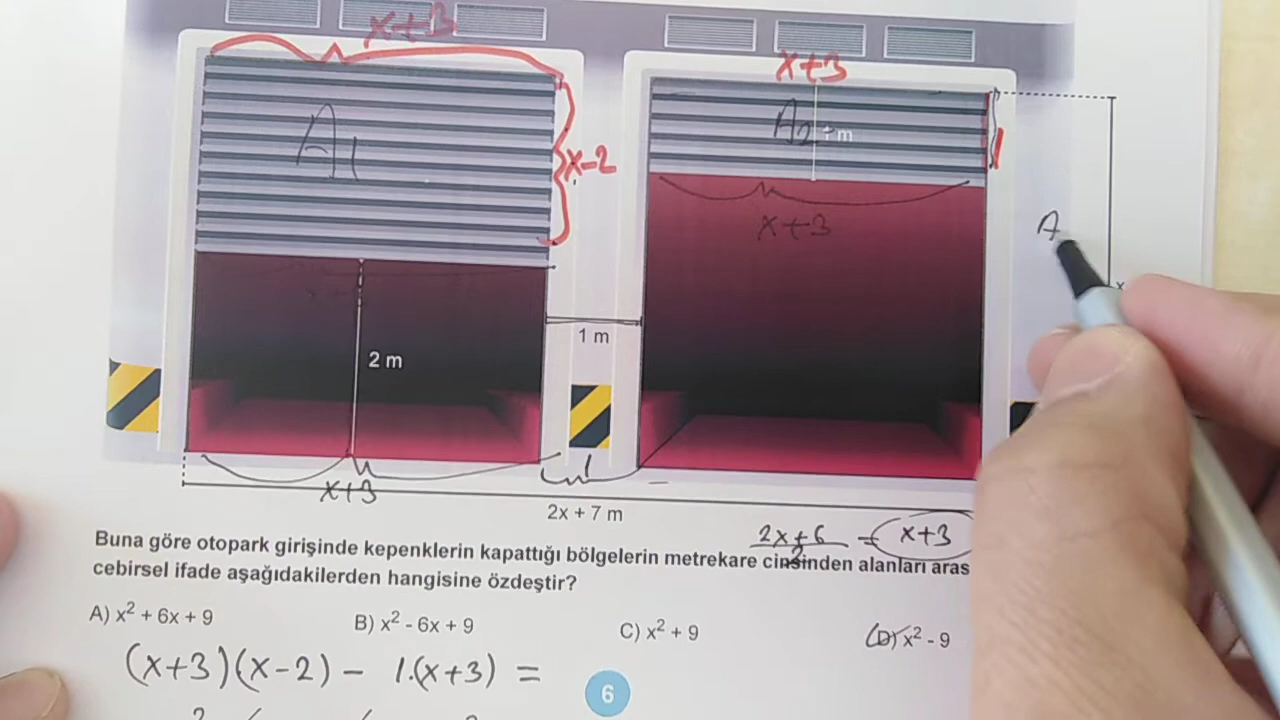 x+3
x+3
A1
A2
1 m
x-2
1
x+3
A
x
1 m
2 m
x+3
1
2x + 7 m
2x+6 = x+3
2
Buna göre otopark girişinde kepenklerin kapattığı bölgelerin metrekare cinsinden alanları aras
cebirsel ifade aşağıdakilerden hangisine özdeştir?
A) x² + 6x + 9 B) x² - 6x + 9 C) x² + 9 D) x² - 9
(x+3)(x-2) - 1.(x+3) =
6